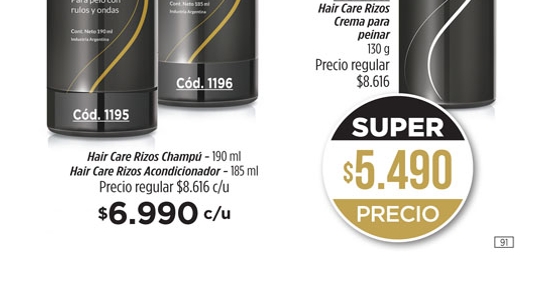 Para pelo con
rulos y ondas
Cont. Neto 190 ml
Industria Argentina
Cód. 1195
Cont. Neto 185 ml
Industria Argentina
Cód. 1196
Hair Care Rizos Champú - 190 ml
Hair Care Rizos Acondicionador - 185 ml
Precio regular $8.616 c/u
$6.990 c/u
Hair Care Rizos
Crema para
peinar
130 g
Precio regular
$8.616
SUPER
$5.490
PRECIO
91